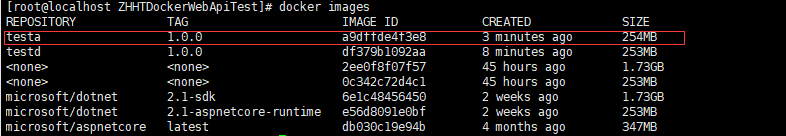 [root@localhost ZHHTDockerWebApiTest]# docker images
REPOSITORY TAG IMAGE ID CREATED SIZE
testa 1.0.0 a9dffde4f3e8 3 minutes ago 254MB
testd 1.0.0 df379b1092aa 8 minutes ago 253MB
<none> <none> 2ee0f8f07f57 45 hours ago 1.73GB
<none> <none> 0c342c72d4c1 45 hours ago 253MB
microsoft/dotnet 2.1-sdk 6e1c48456450 2 weeks ago 1.73GB
microsoft/dotnet 2.1-aspnetcore-runtime e56d8091e0bf 2 weeks ago 253MB
microsoft/aspnetcore latest db030c19e94b 4 months ago 347MB